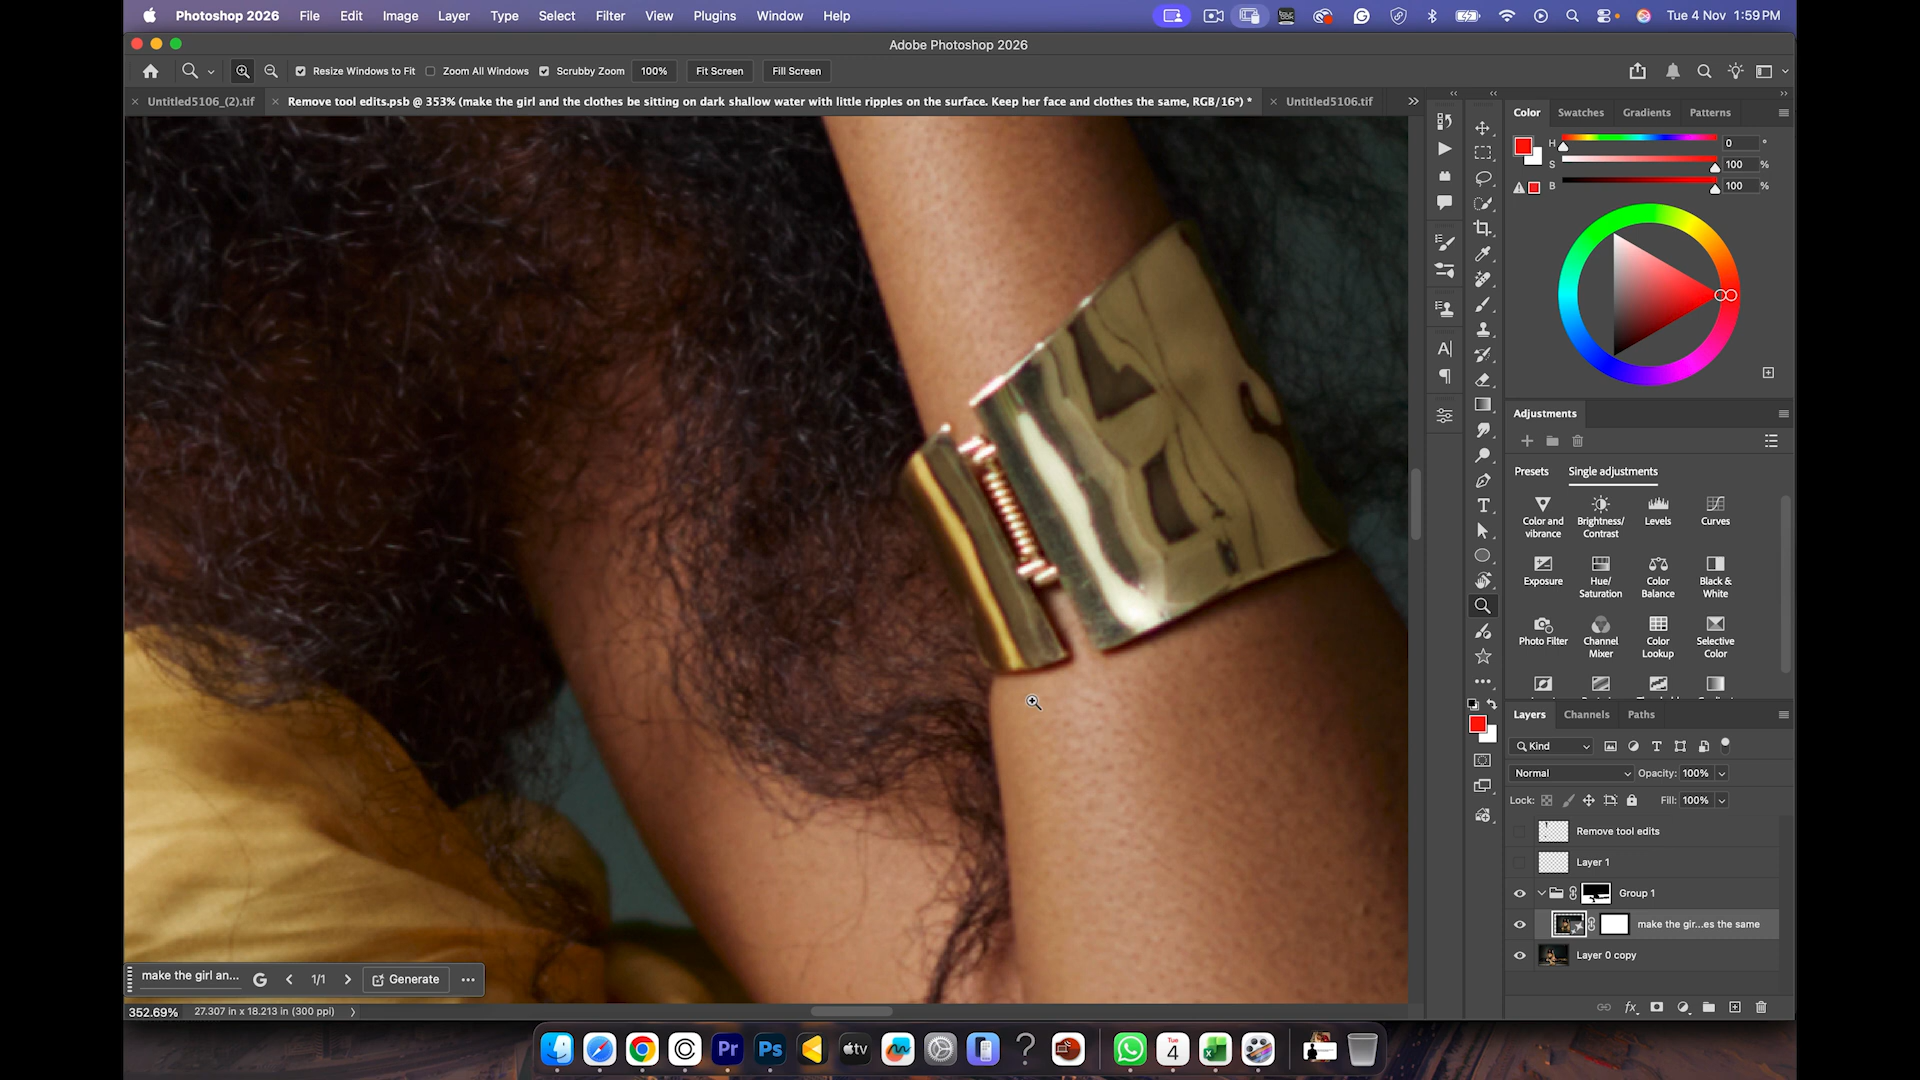 Photoshop 2026 File Edit Image Layer Type Select Filter View Plugins Window Help Tue 4 Nov 1:59 PM
Adobe Photoshop 2026
Resize Windows to Fit Zoom All Windows Scrubby Zoom 100% Fit Screen Fill Screen
Untitled5106_(2).tif Remove tool edits.psb @ 353% (make the girl and the clothes be sitting on dark shallow water with little ripples on the surface. Keep her face and clothes the same, RGB/16*) * Untitled5106.tif
Color Swatches Gradients Patterns
H 0 °
S 100 %
B 100 %
Adjustments
Presets Single adjustments
Color and vibrance
Brightness/ Contrast
Levels
Curves
Exposure
Hue/ Saturation
Color Balance
Black & White
Photo Filter
Channel Mixer
Color Lookup
Selective Color
Layers Channels Paths
Kind
Normal Opacity: 100%
Lock: Fill: 100%
Remove tool edits
Layer 1
Group 1
make the gir...es the same
Layer 0 copy
fx
make the girl an... G 1/1 Generate
352.69% 27.307 in x 18.213 in (300 ppi)
Pr Ps tv Tue 4